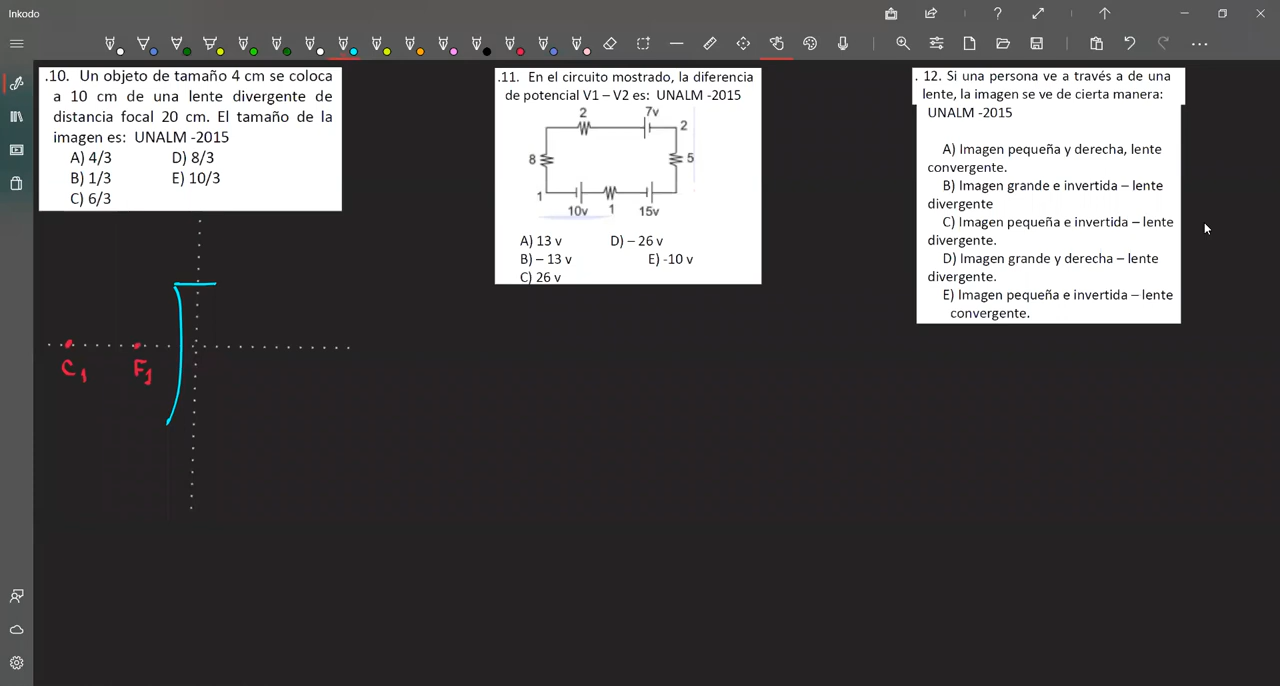 Inkodo
.10. Un objeto de tamaño 4 cm se coloca
a 10 cm de una lente divergente de
distancia focal 20 cm. El tamaño de la
imagen es: UNALM -2015
A) 4/3 D) 8/3
B) 1/3 E) 10/3
C) 6/3
C1 F1
.11. En el circuito mostrado, la diferencia
de potencial V1 – V2 es: UNALM -2015
2 7v 2
8 5
1 10v 1 15v
A) 13 v D) – 26 v
B) – 13 v E) -10 v
C) 26 v
. 12. Si una persona ve a través a de una
lente, la imagen se ve de cierta manera:
UNALM -2015
A) Imagen pequeña y derecha, lente
convergente.
B) Imagen grande e invertida – lente
divergente
C) Imagen pequeña e invertida – lente
divergente.
D) Imagen grande y derecha – lente
divergente.
E) Imagen pequeña e invertida – lente
convergente.